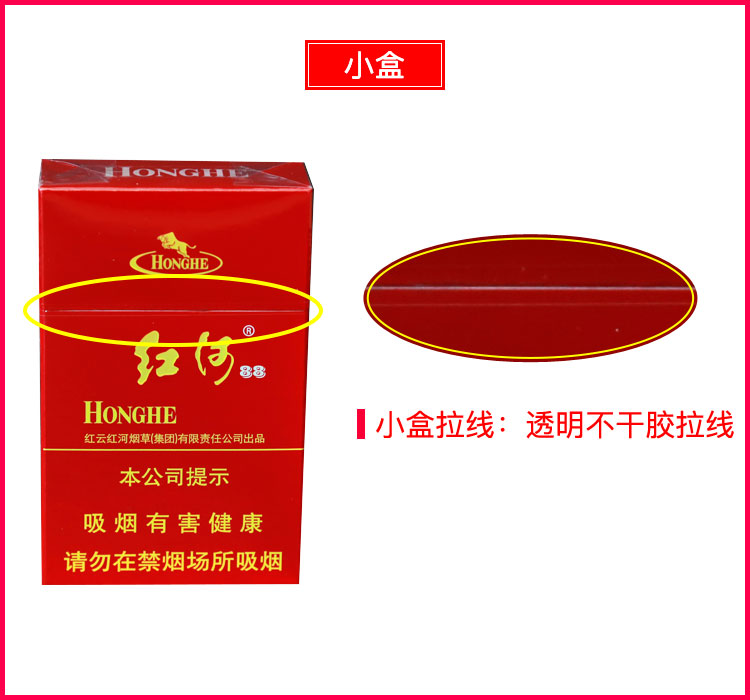 小盒
HONGHE
HONGHE
红河®
88
HONGHE
红云红河烟草(集团)有限责任公司出品
本公司提示
吸烟有害健康
请勿在禁烟场所吸烟
小盒拉线：透明不干胶拉线